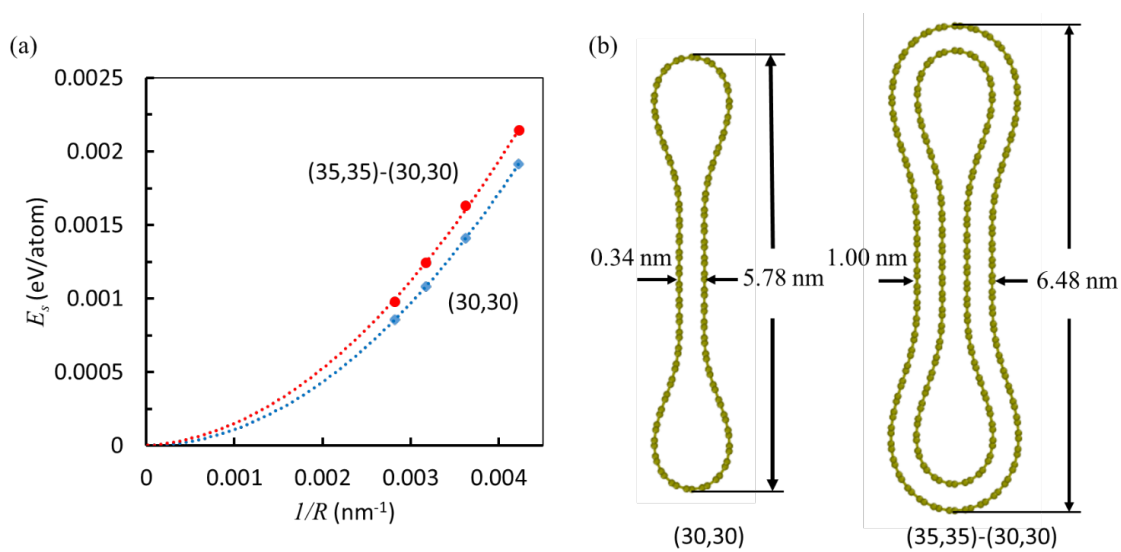 (a)
0.0025
0.002
0.0015
0.001
0.0005
0
E_s (eV/atom)
(35,35)-(30,30)
(30,30)
0 0.001 0.002 0.003 0.004
1/R (nm⁻¹)
(b)
0.34 nm
5.78 nm
(30,30)
1.00 nm
6.48 nm
(35,35)-(30,30)